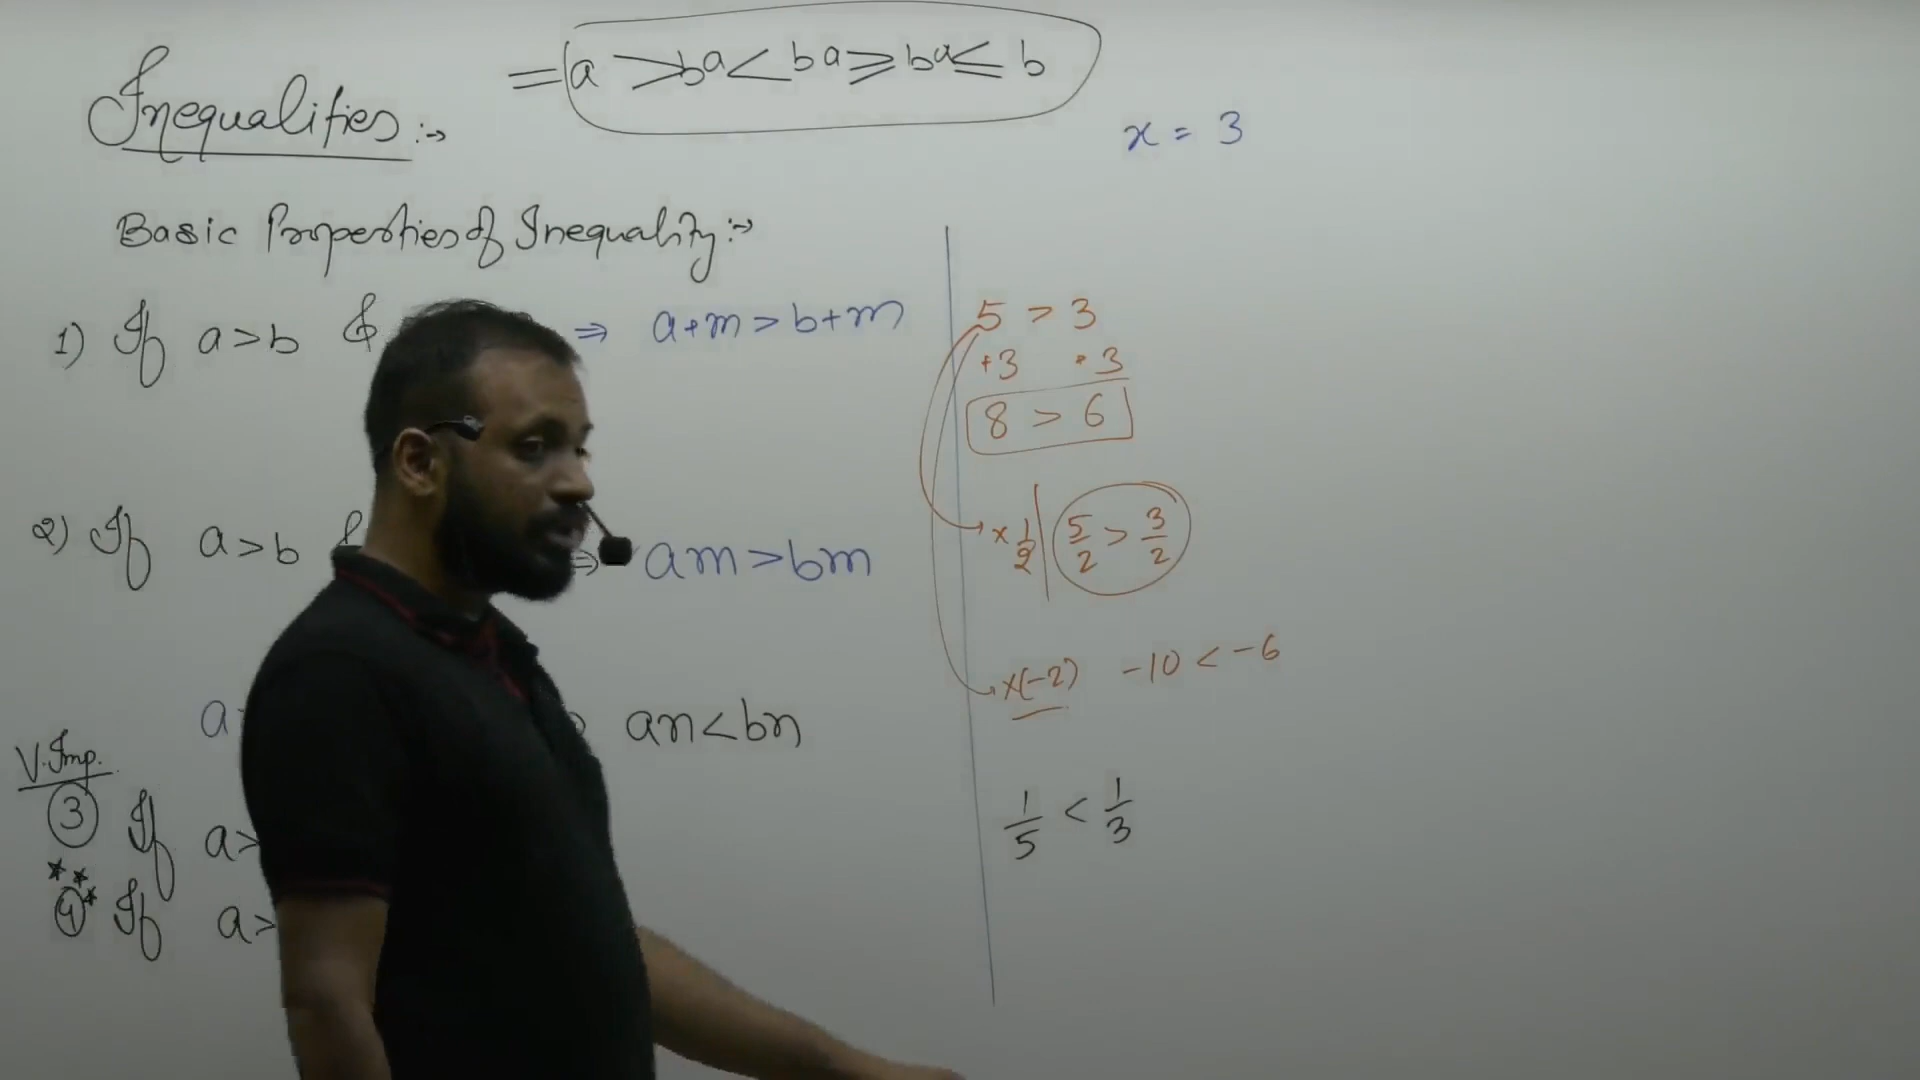 Inequalities :→
= a > b a < b a ≥ b a ≤ b
x = 3
Basic Properties of Inequality :→
1) If a>b & ⇒ a+m > b+m
5 > 3
+3 +3
8 > 6
2) If a>b & ⇒ am > bm
× 1/2 | 5/2 > 3/2
×(-2) -10 < -6
a> an < bn
V. Imp.
③ If a>
1/5 < 1/3
④ If a>